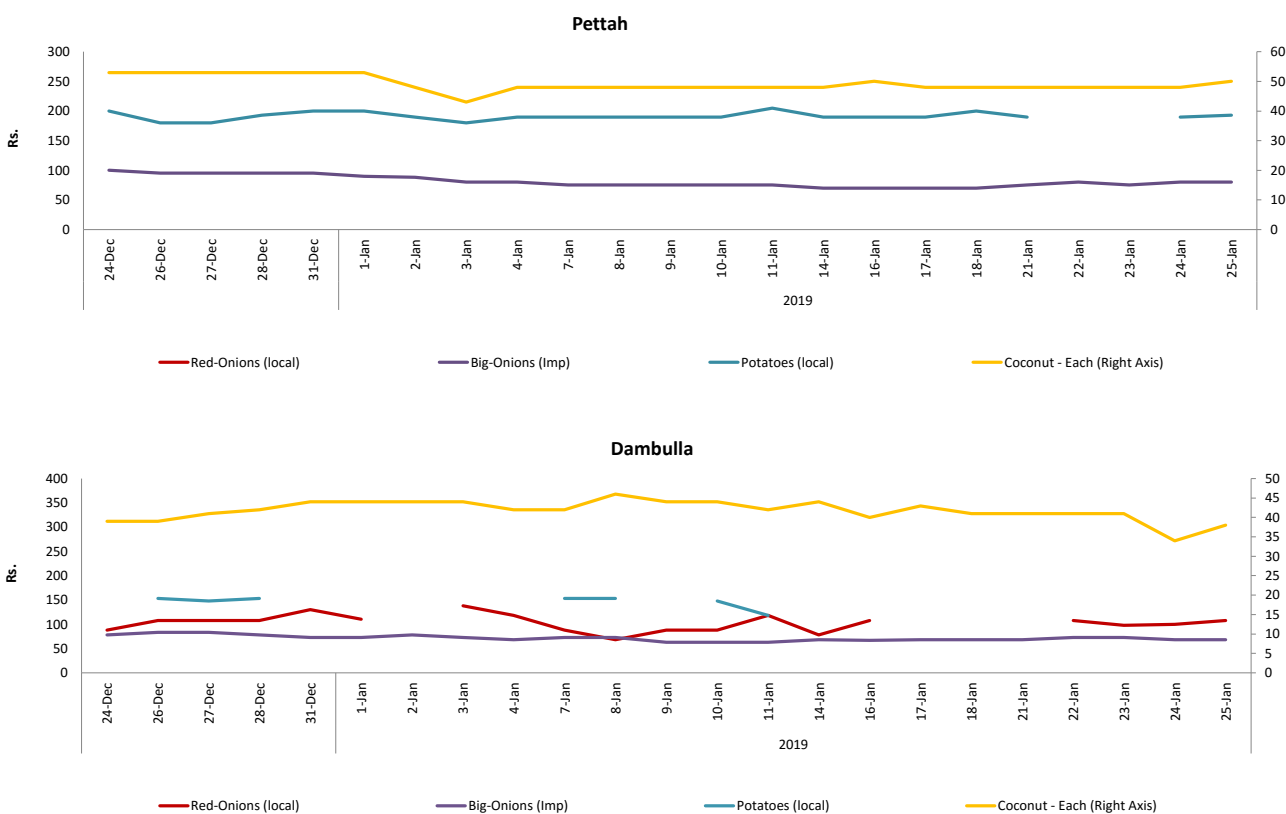 Pettah
300
250
200
150
100
50
0
Rs.
60
50
40
30
20
10
0
24-Dec
26-Dec
27-Dec
28-Dec
31-Dec
1-Jan
2-Jan
3-Jan
4-Jan
7-Jan
8-Jan
9-Jan
10-Jan
11-Jan
14-Jan
16-Jan
17-Jan
18-Jan
21-Jan
22-Jan
23-Jan
24-Jan
25-Jan
2019
Red-Onions (local)
Big-Onions (Imp)
Potatoes (local)
Coconut - Each (Right Axis)
Dambulla
400
350
300
250
200
150
100
50
0
Rs.
50
45
40
35
30
25
20
15
10
5
0
24-Dec
26-Dec
27-Dec
28-Dec
31-Dec
1-Jan
2-Jan
3-Jan
4-Jan
7-Jan
8-Jan
9-Jan
10-Jan
11-Jan
14-Jan
16-Jan
17-Jan
18-Jan
21-Jan
22-Jan
23-Jan
24-Jan
25-Jan
2019
Red-Onions (local)
Big-Onions (Imp)
Potatoes (local)
Coconut - Each (Right Axis)